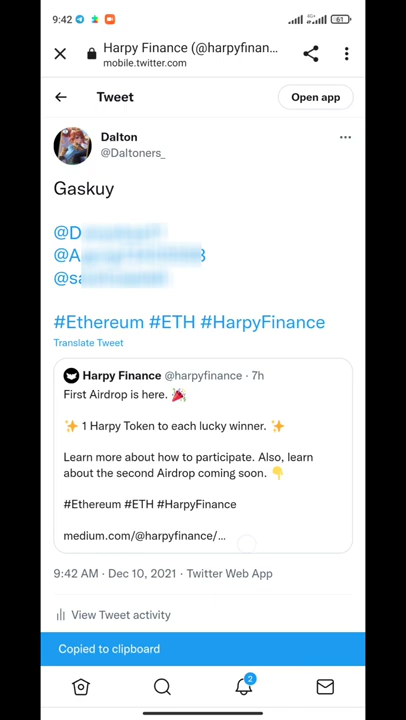 9:42
4G+
61
Harpy Finance (@harpyfinan...
mobile.twitter.com
Tweet
Open app
Dalton
@Daltoners_
Gaskuy
#Ethereum #ETH #HarpyFinance
Translate Tweet
Harpy Finance @harpyfinance · 7h
First Airdrop is here. 🎉
✨ 1 Harpy Token to each lucky winner. ✨
Learn more about how to participate. Also, learn
about the second Airdrop coming soon. 👇
#Ethereum #ETH #HarpyFinance
medium.com/@harpyfinance/...
9:42 AM · Dec 10, 2021 · Twitter Web App
View Tweet activity
Copied to clipboard
2